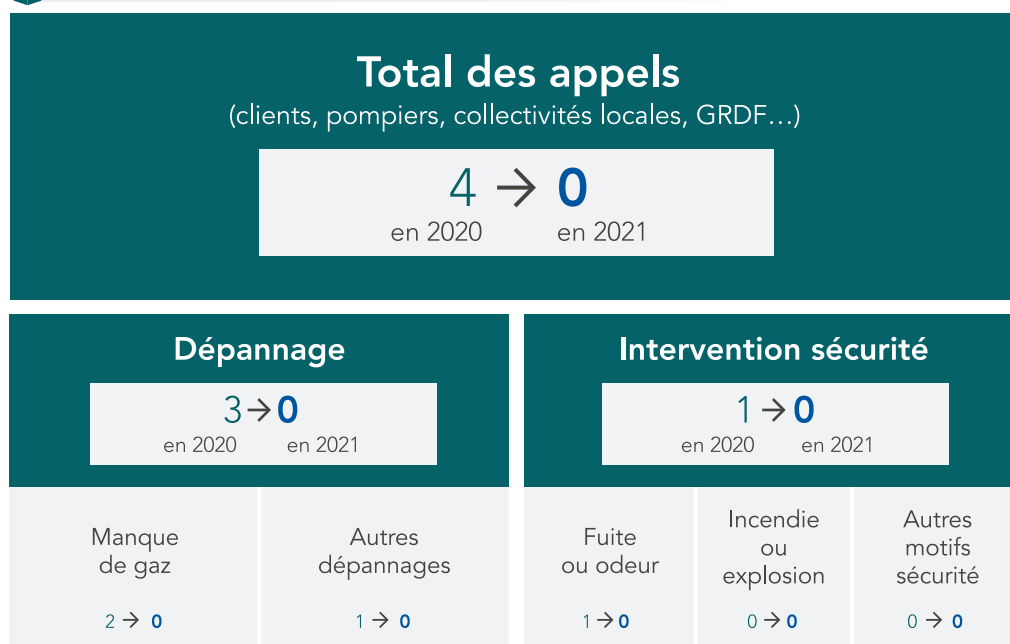 Total des appels
(clients, pompiers, collectivités locales, GRDF…)
4 → 0
en 2020 en 2021
Dépannage
3 → 0
en 2020 en 2021
Manque
de gaz
2 → 0
Autres
dépannages
1 → 0
Intervention sécurité
1 → 0
en 2020 en 2021
Fuite
ou odeur
1 → 0
Incendie
ou
explosion
0 → 0
Autres
motifs
sécurité
0 → 0